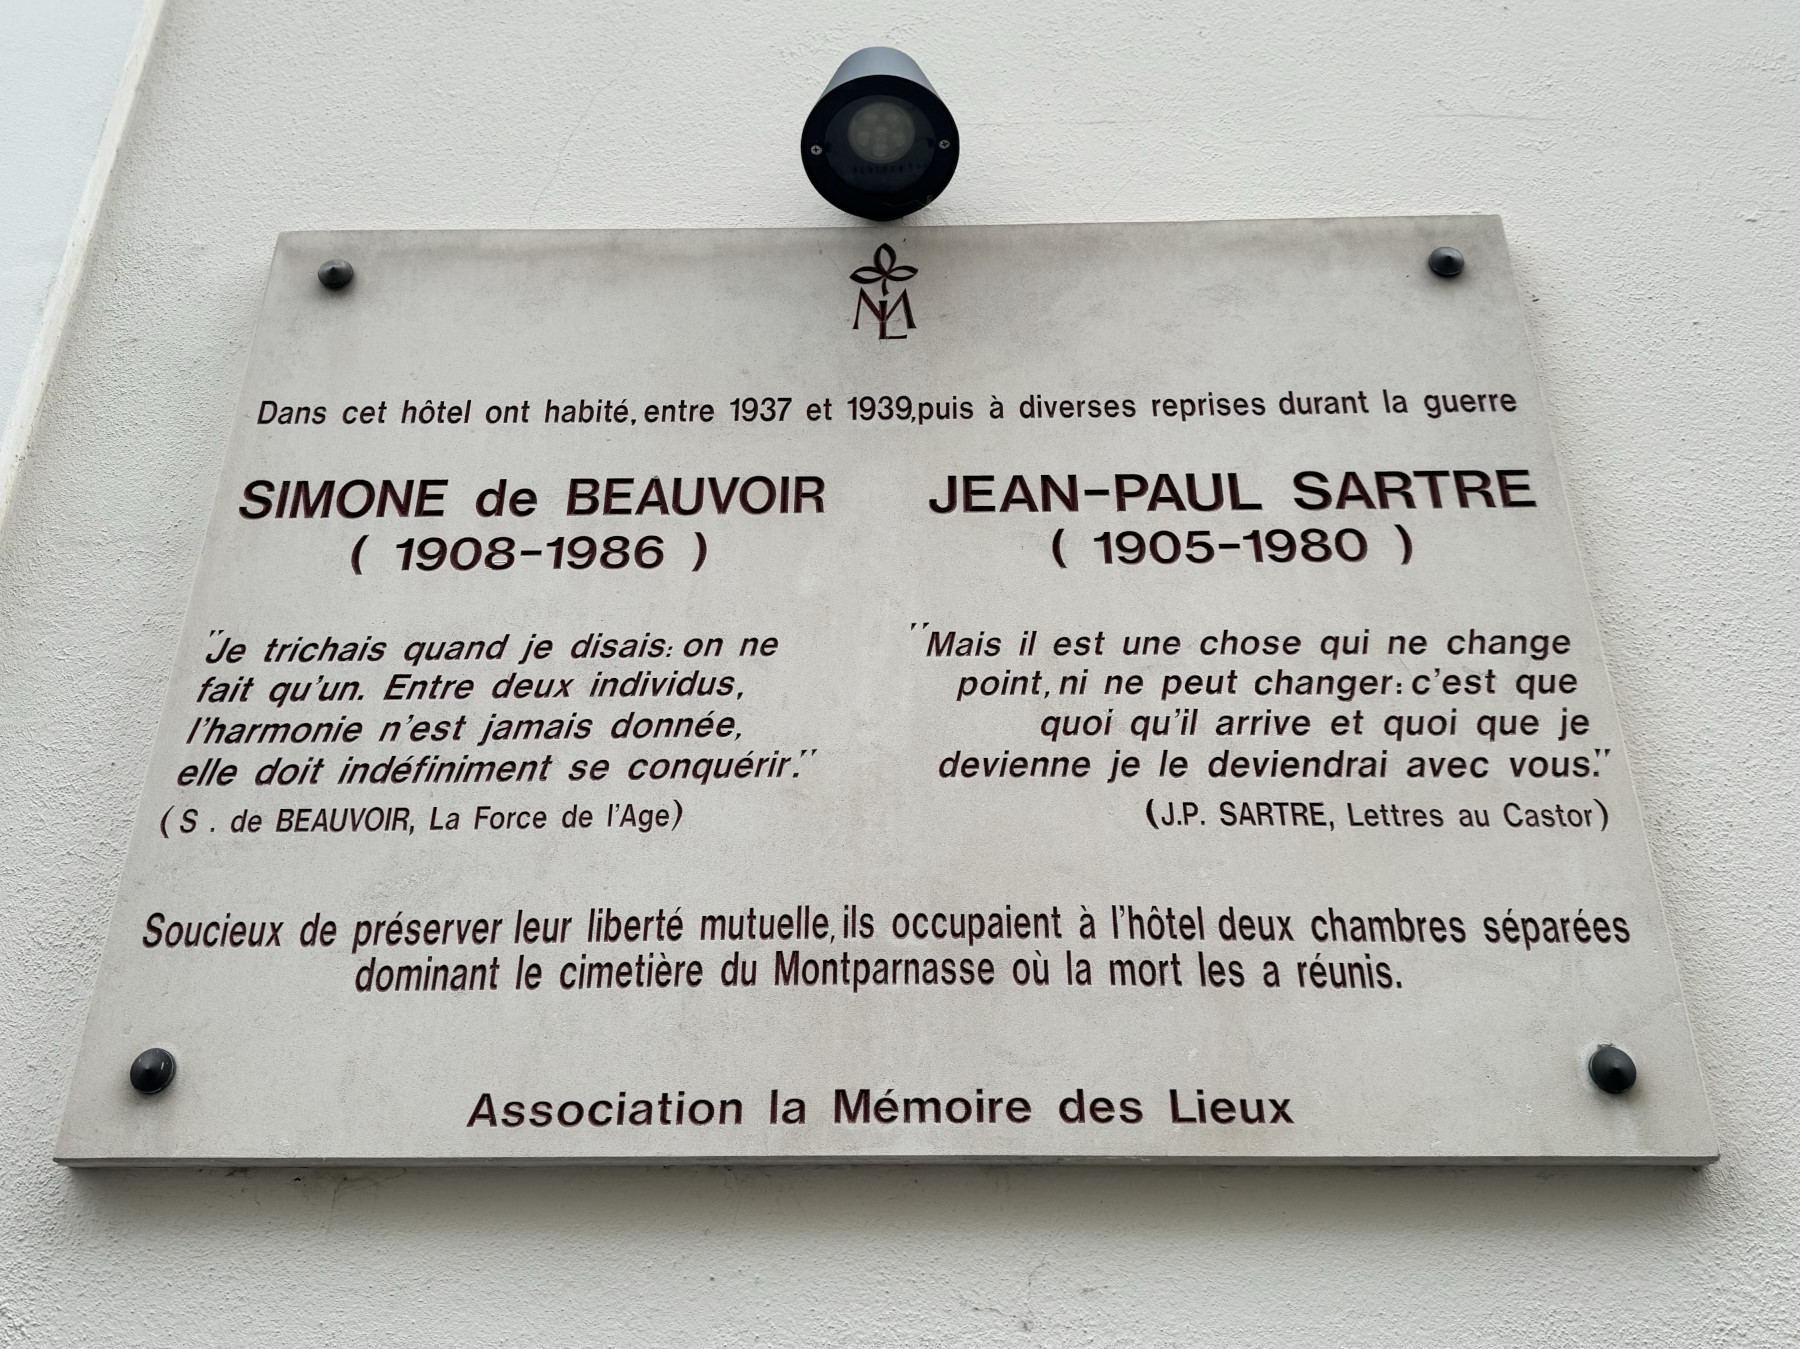 ML
Dans cet hôtel ont habité, entre 1937 et 1939, puis à diverses reprises durant la guerre
SIMONE de BEAUVOIR
( 1908-1986 )
"Je trichais quand je disais: on ne
fait qu'un. Entre deux individus,
l'harmonie n'est jamais donnée,
elle doit indéfiniment se conquérir."
(S . de BEAUVOIR, La Force de l'Age)
JEAN-PAUL SARTRE
( 1905-1980 )
"Mais il est une chose qui ne change
point, ni ne peut changer: c'est que
quoi qu'il arrive et quoi que je
devienne je le deviendrai avec vous."
(J.P. SARTRE, Lettres au Castor)
Soucieux de préserver leur liberté mutuelle, ils occupaient à l'hôtel deux chambres séparées
dominant le cimetière du Montparnasse où la mort les a réunis.
Association la Mémoire des Lieux